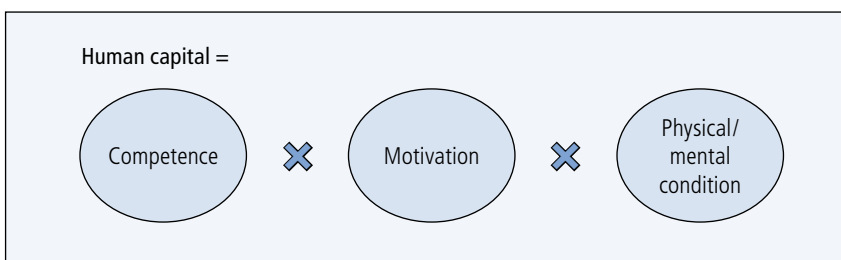 Human capital =
Competence
Motivation
Physical/
mental
condition